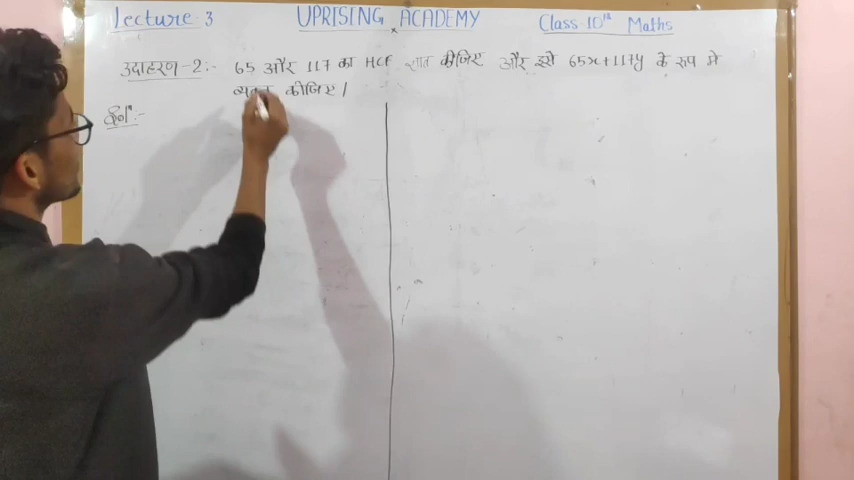 Lecture 3 UPRISING ACADEMY Class 10th Maths
उदाहरण-2:- 65 और 117 का HCF ज्ञात कीजिए और इसे 65x+117y के रूप मे
व्यक्त कीजिए।